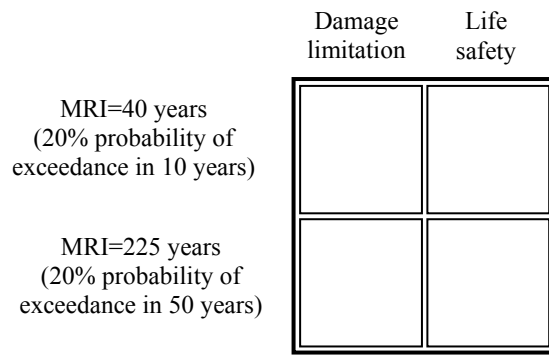 Damage
limitation
Life
safety
MRI=40 years
(20% probability of
exceedance in 10 years)
MRI=225 years
(20% probability of
exceedance in 50 years)